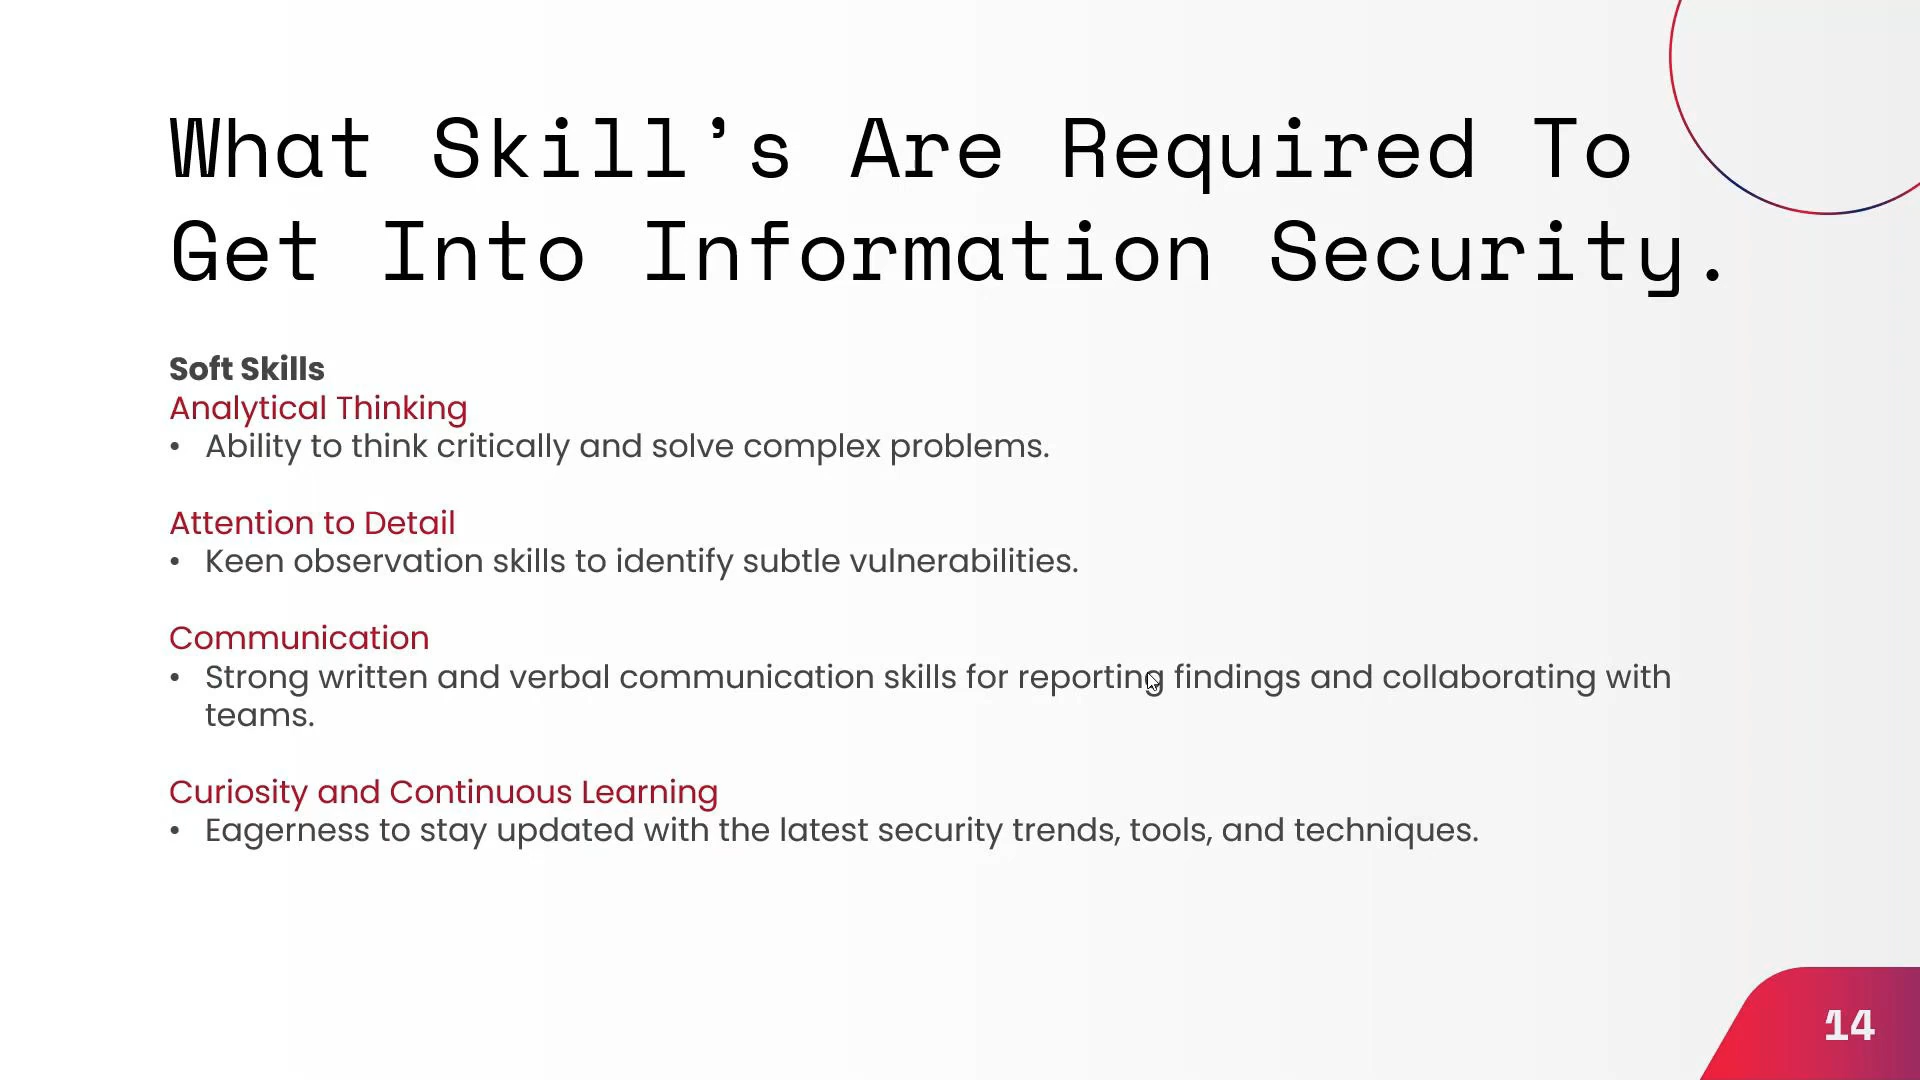 What Skill’s Are Required To
Get Into Information Security.
Soft Skills
Analytical Thinking
• Ability to think critically and solve complex problems.
Attention to Detail
• Keen observation skills to identify subtle vulnerabilities.
Communication
• Strong written and verbal communication skills for reporting findings and collaborating with
teams.
Curiosity and Continuous Learning
• Eagerness to stay updated with the latest security trends, tools, and techniques.
14